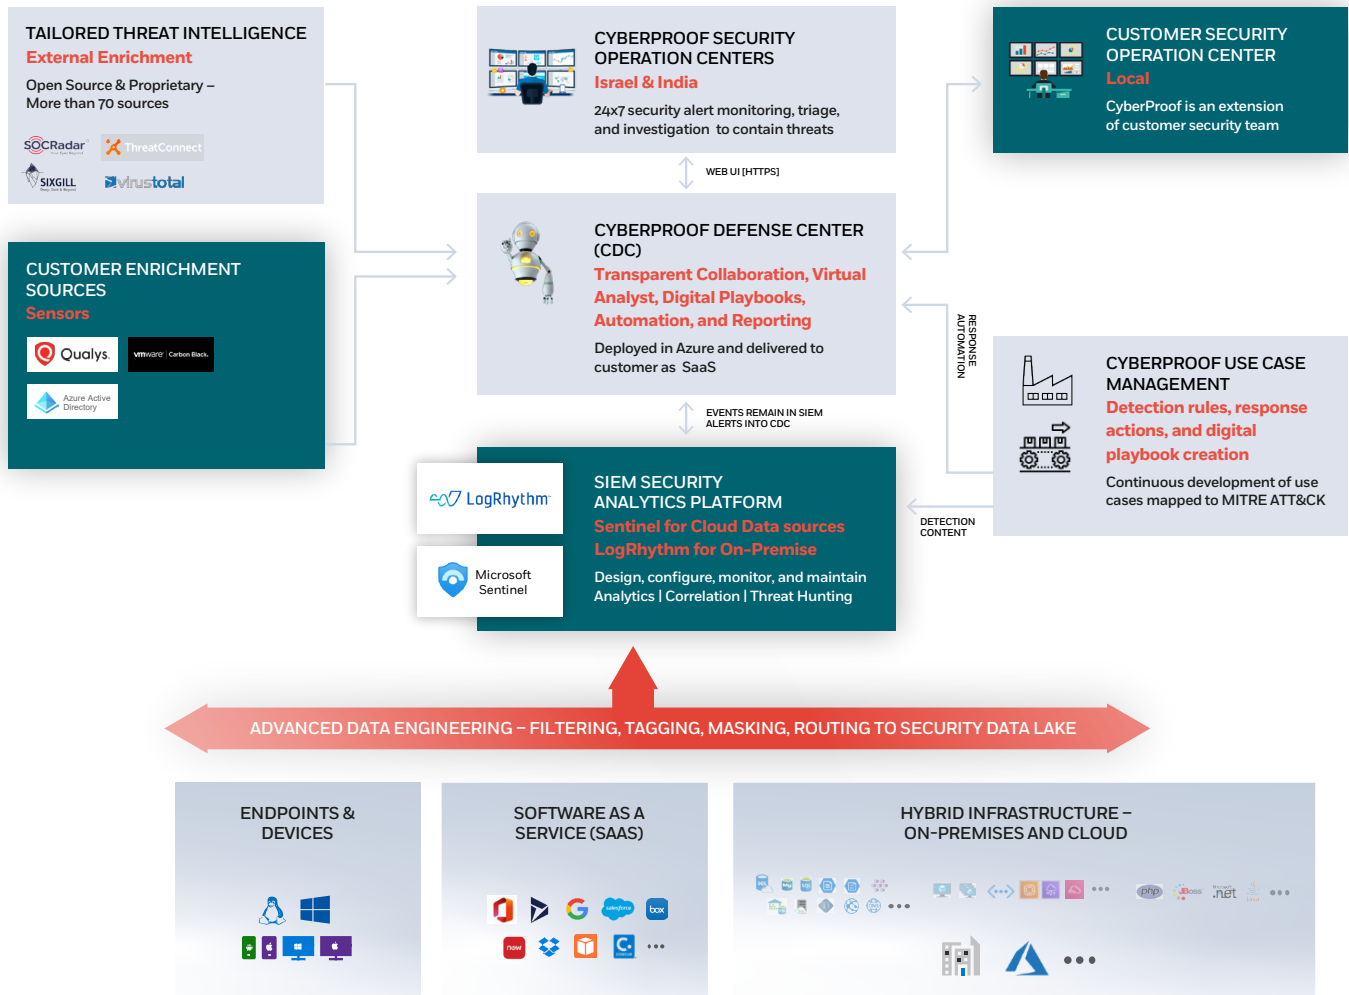 TAILORED THREAT INTELLIGENCE
External Enrichment
Open Source & Proprietary –
More than 70 sources
SOCRadar
ThreatConnect
SIXGILL
virustotal
CUSTOMER ENRICHMENT
SOURCES
Sensors
Qualys.
vmware | Carbon Black.
Azure Active
Directory
CYBERPROOF SECURITY
OPERATION CENTERS
Israel & India
24x7 security alert monitoring, triage,
and investigation to contain threats
WEB UI [HTTPS]
CYBERPROOF DEFENSE CENTER
(CDC)
Transparent Collaboration, Virtual
Analyst, Digital Playbooks,
Automation, and Reporting
Deployed in Azure and delivered to
customer as SaaS
EVENTS REMAIN IN SIEM
ALERTS INTO CDC
CUSTOMER SECURITY
OPERATION CENTER
Local
CyberProof is an extension
of customer security team
RESPONSE
AUTOMATION
CYBERPROOF USE CASE
MANAGEMENT
Detection rules, response
actions, and digital
playbook creation
Continuous development of use
cases mapped to MITRE ATT&CK
DETECTION
CONTENT
LogRhythm
Microsoft
Sentinel
SIEM SECURITY
ANALYTICS PLATFORM
Sentinel for Cloud Data sources
LogRhythm for On-Premise
Design, configure, monitor, and maintain
Analytics | Correlation | Threat Hunting
ADVANCED DATA ENGINEERING – FILTERING, TAGGING, MASKING, ROUTING TO SECURITY DATA LAKE
ENDPOINTS &
DEVICES
SOFTWARE AS A
SERVICE (SAAS)
salesforce
box
now
HYBRID INFRASTRUCTURE –
ON-PREMISES AND CLOUD
php
JBoss
Microsoft
.net